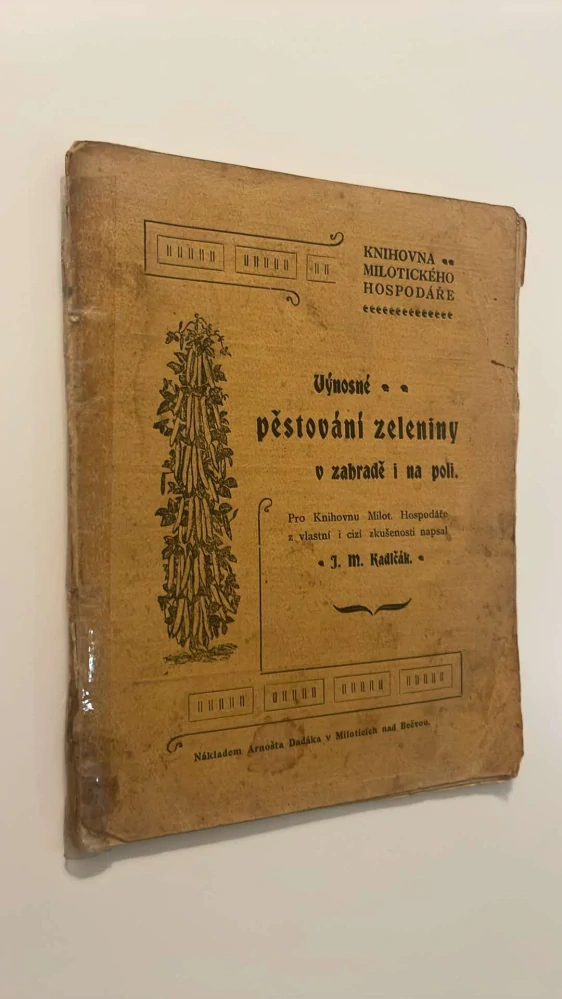 KNIHOVNA
MILOTICKÉHO
HOSPODÁŘE
Výnosné
pěstování zeleniny
v zahradě i na poli.
Pro Knihovnu Milot. Hospodáře
z vlastní i cizí zkušenosti napsal
J. M. Kadlčák.
Nákladem Arnošta Dadáka v Miloticích nad Bečvou.